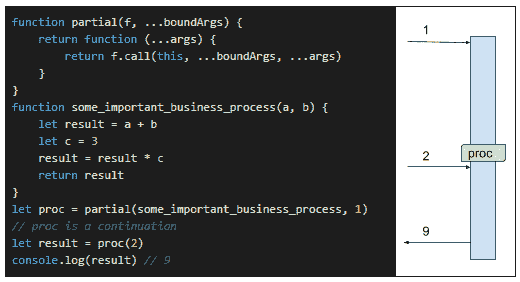 function partial(f, ...boundArgs) {
    return function (...args) {
        return f.call(this, ...boundArgs, ...args)
    }
}
function some_important_business_process(a, b) {
    let result = a + b
    let c = 3
    result = result * c
    return result
}
let proc = partial(some_important_business_process, 1)
// proc is a continuation
let result = proc(2)
console.log(result) // 9
1
proc
2
9